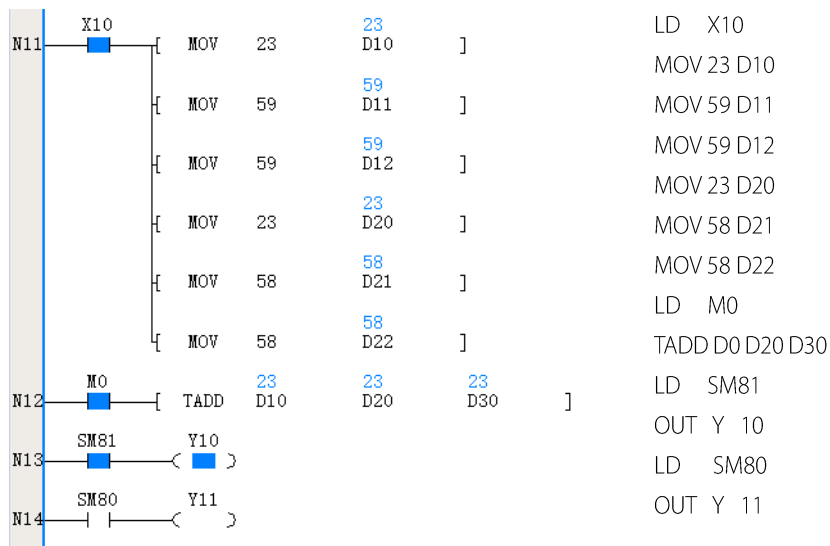 X10
23
N11 [ MOV 23 D10 ]
59
[ MOV 59 D11 ]
59
[ MOV 59 D12 ]
23
[ MOV 23 D20 ]
58
[ MOV 58 D21 ]
58
[ MOV 58 D22 ]
M0 23 23 23
N12 [ TADD D10 D20 D30 ]
SM81 Y10
N13 ( )
SM80 Y11
N14 ( )
LD X10
MOV 23 D10
MOV 59 D11
MOV 59 D12
MOV 23 D20
MOV 58 D21
MOV 58 D22
LD M0
TADD D0 D20 D30
LD SM81
OUT Y 10
LD SM80
OUT Y 11